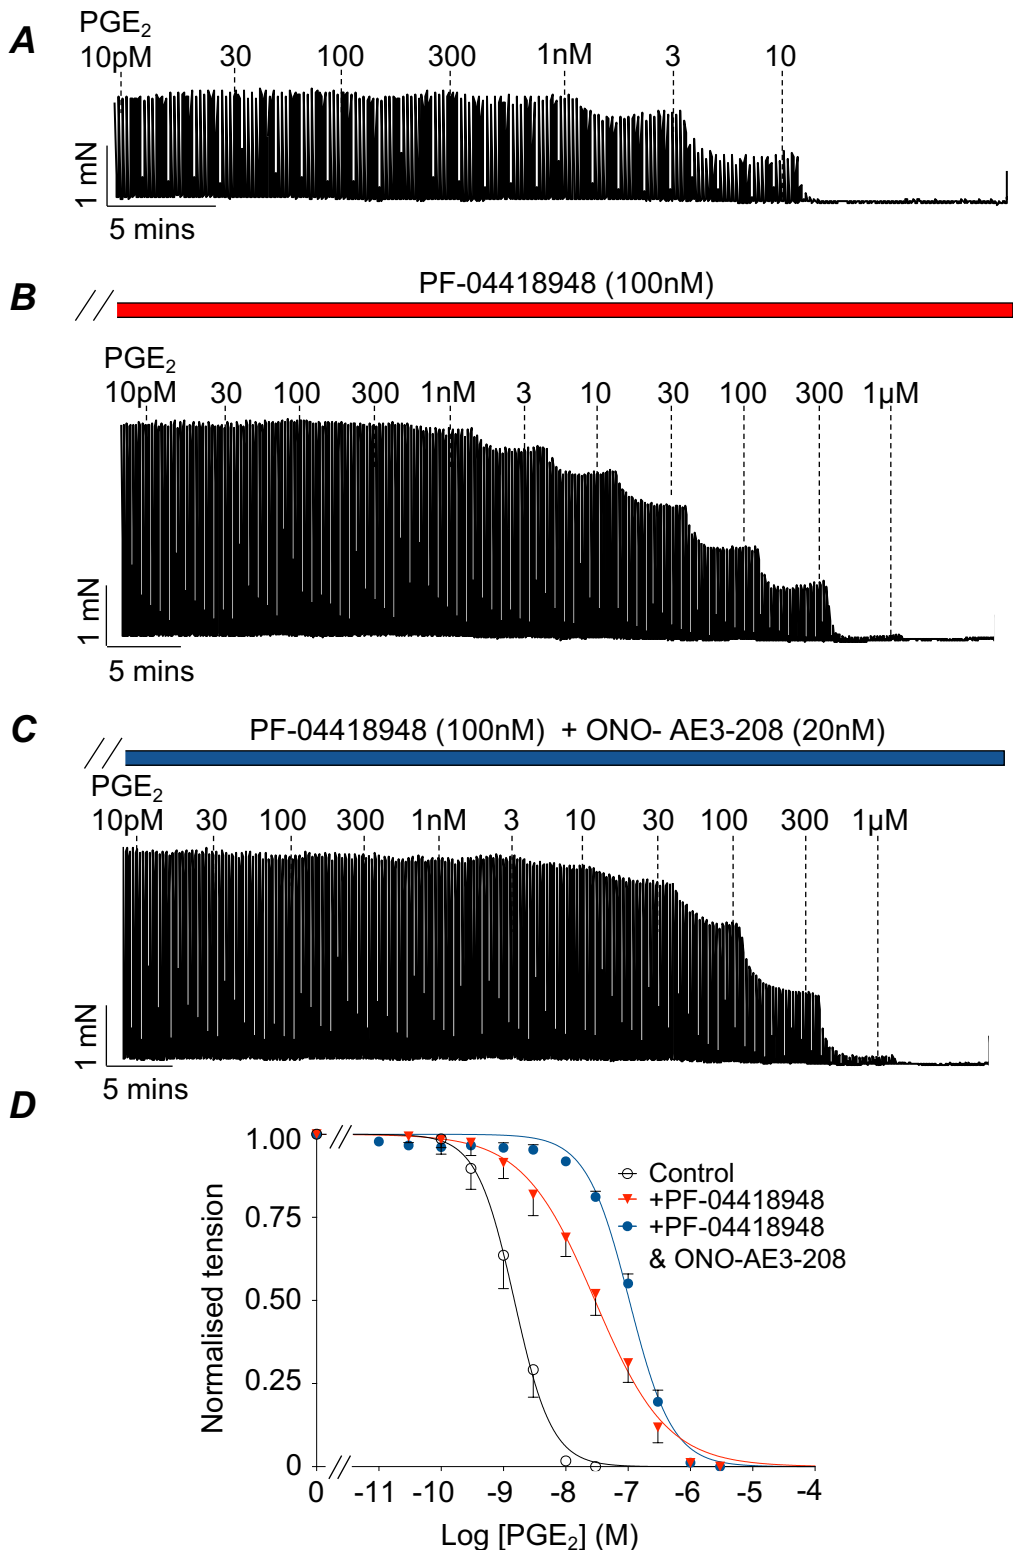 A
PGE₂
10pM 30 100 300 1nM 3 10
1 mN
5 mins
B
PF-04418948 (100nM)
PGE₂
10pM 30 100 300 1nM 3 10 30 100 300 1µM
1 mN
5 mins
C
PF-04418948 (100nM) + ONO- AE3-208 (20nM)
PGE₂
10pM 30 100 300 1nM 3 10 30 100 300 1µM
1 mN
5 mins
D
Normalised tension
1.00
0.75
0.50
0.25
0
Control
+PF-04418948
+PF-04418948
& ONO-AE3-208
0 -11 -10 -9 -8 -7 -6 -5 -4
Log [PGE₂] (M)